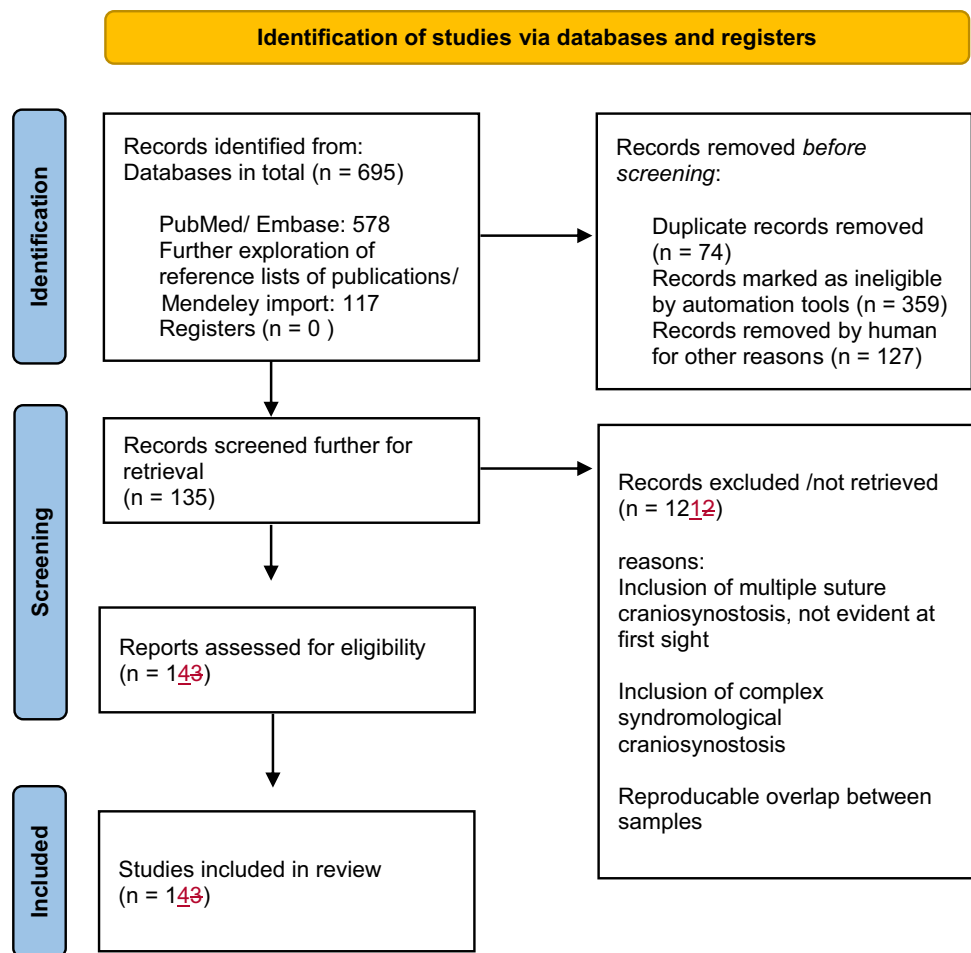 Identification of studies via databases and registers
Identification
Records identified from:
Databases in total (n = 695)
PubMed/ Embase: 578
Further exploration of
reference lists of publications/
Mendeley import: 117
Registers (n = 0 )
Records removed before
screening:
Duplicate records removed
(n = 74)
Records marked as ineligible
by automation tools (n = 359)
Records removed by human
for other reasons (n = 127)
Screening
Records screened further for
retrieval
(n = 135)
Records excluded /not retrieved
(n = 1212)
reasons:
Inclusion of multiple suture
craniosynostosis, not evident at
first sight
Inclusion of complex
syndromological
craniosynostosis
Reproducable overlap between
samples
Reports assessed for eligibility
(n = 143)
Included
Studies included in review
(n = 143)